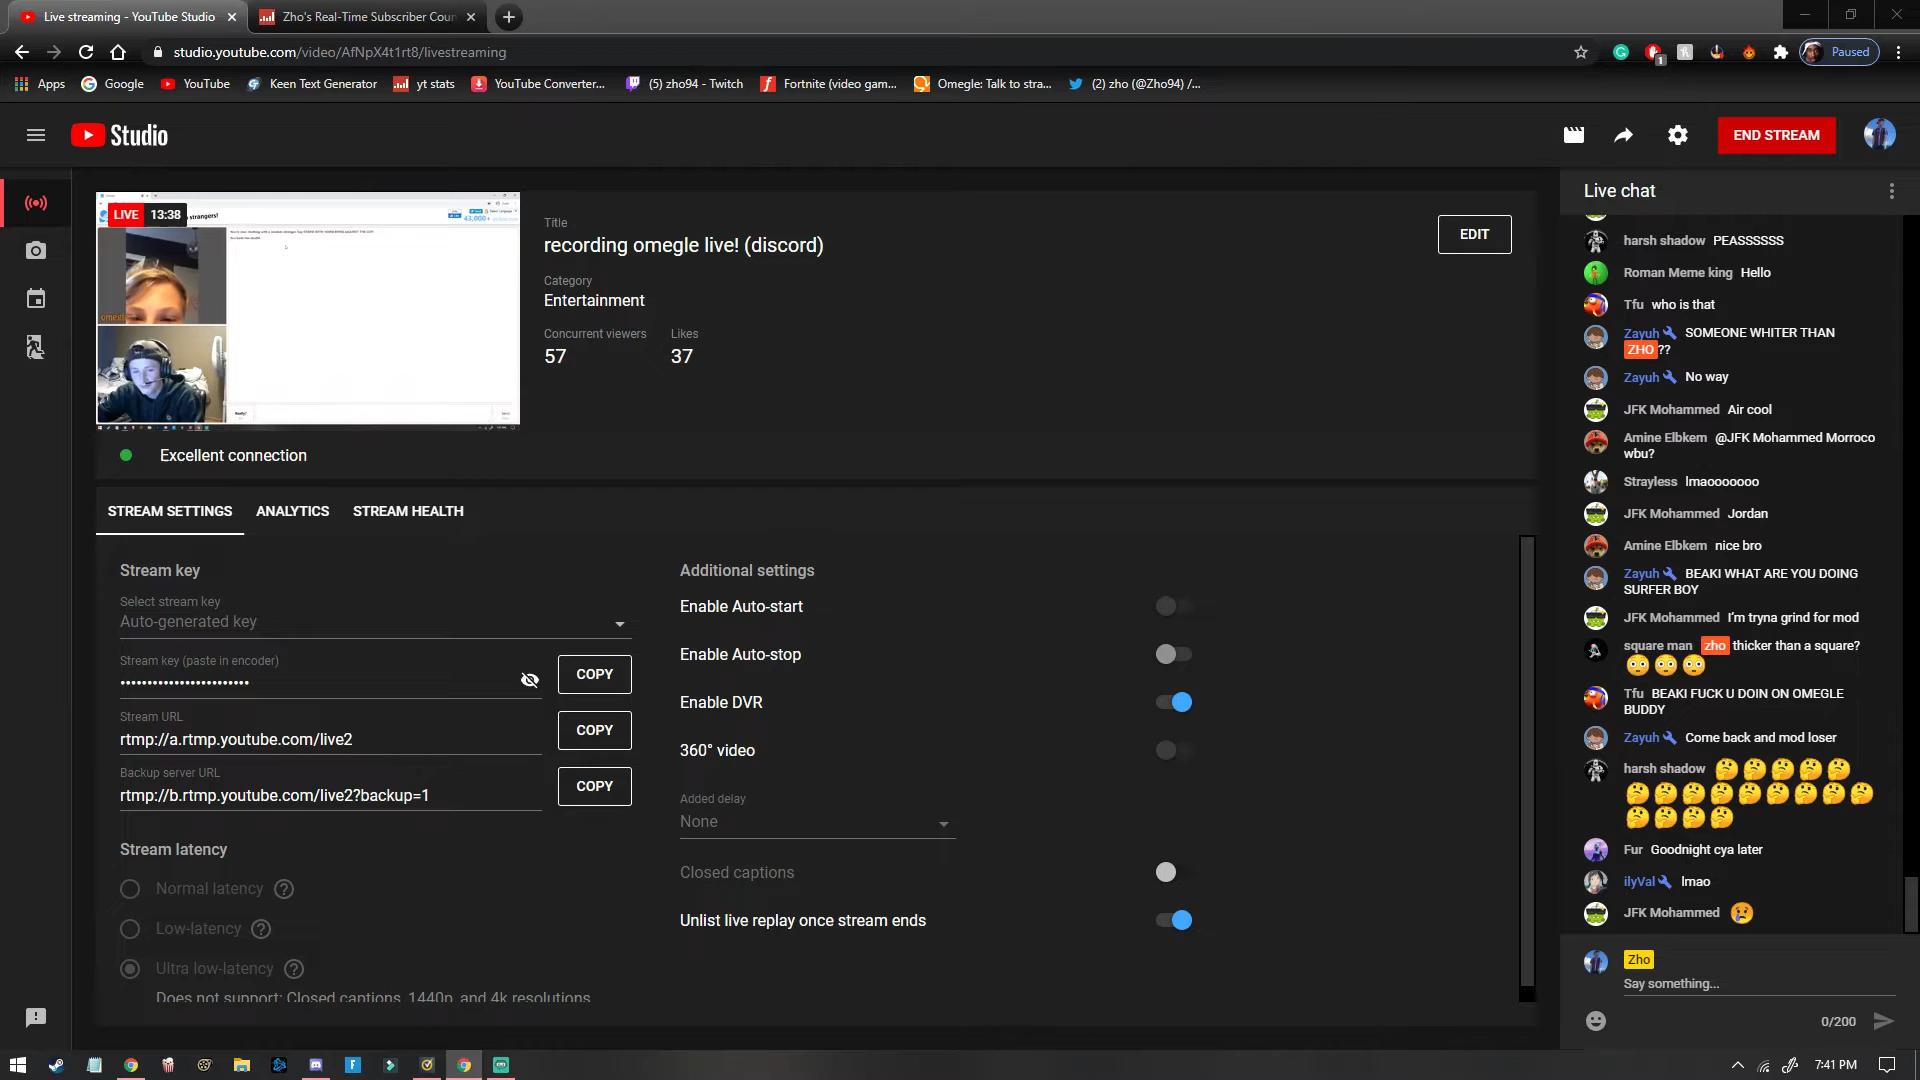 Live streaming - YouTube Studio
Zho's Real-Time Subscriber Coun
studio.youtube.com/video/AfNpX4t1rt8/livestreaming
1
Paused
Apps
Google
YouTube
Keen Text Generator
yt stats
YouTube Converter...
(5) zho94 - Twitch
Fortnite (video gam...
Omegle: Talk to stra...
(2) zho (@Zho94) /...
Studio
END STREAM
LIVE 13:38
strangers!
43,000+
omegle
Really?
Title
recording omegle live! (discord)
EDIT
Category
Entertainment
Concurrent viewers
57
Likes
37
Excellent connection
STREAM SETTINGS
ANALYTICS
STREAM HEALTH
Stream key
Select stream key
Auto-generated key
Stream key (paste in encoder)
••••••••••••••••••••••••
COPY
Stream URL
rtmp://a.rtmp.youtube.com/live2
COPY
Backup server URL
rtmp://b.rtmp.youtube.com/live2?backup=1
COPY
Stream latency
Normal latency
Low-latency
Ultra low-latency
Does not support: Closed captions, 1440p, and 4k resolutions
Additional settings
Enable Auto-start
Enable Auto-stop
Enable DVR
360° video
Added delay
None
Closed captions
Unlist live replay once stream ends
Live chat
harsh shadow PEASSSSSS
Roman Meme king Hello
Tfu who is that
Zayuh SOMEONE WHITER THAN
ZHO ??
Zayuh No way
JFK Mohammed Air cool
Amine Elbkem @JFK Mohammed Morroco
wbu?
Strayless lmaooooooo
JFK Mohammed Jordan
Amine Elbkem nice bro
Zayuh BEAKI WHAT ARE YOU DOING
SURFER BOY
JFK Mohammed I'm tryna grind for mod
square man zho thicker than a square?
😳😳😳
Tfu BEAKI FUCK U DOIN ON OMEGLE
BUDDY
Zayuh Come back and mod loser
harsh shadow 🤔🤔🤔🤔🤔
🤔🤔🤔🤔🤔🤔🤔🤔🤔
🤔🤔🤔🤔
Fur Goodnight cya later
ilyVal lmao
JFK Mohammed 😢
Zho
Say something...
0/200
7:41 PM